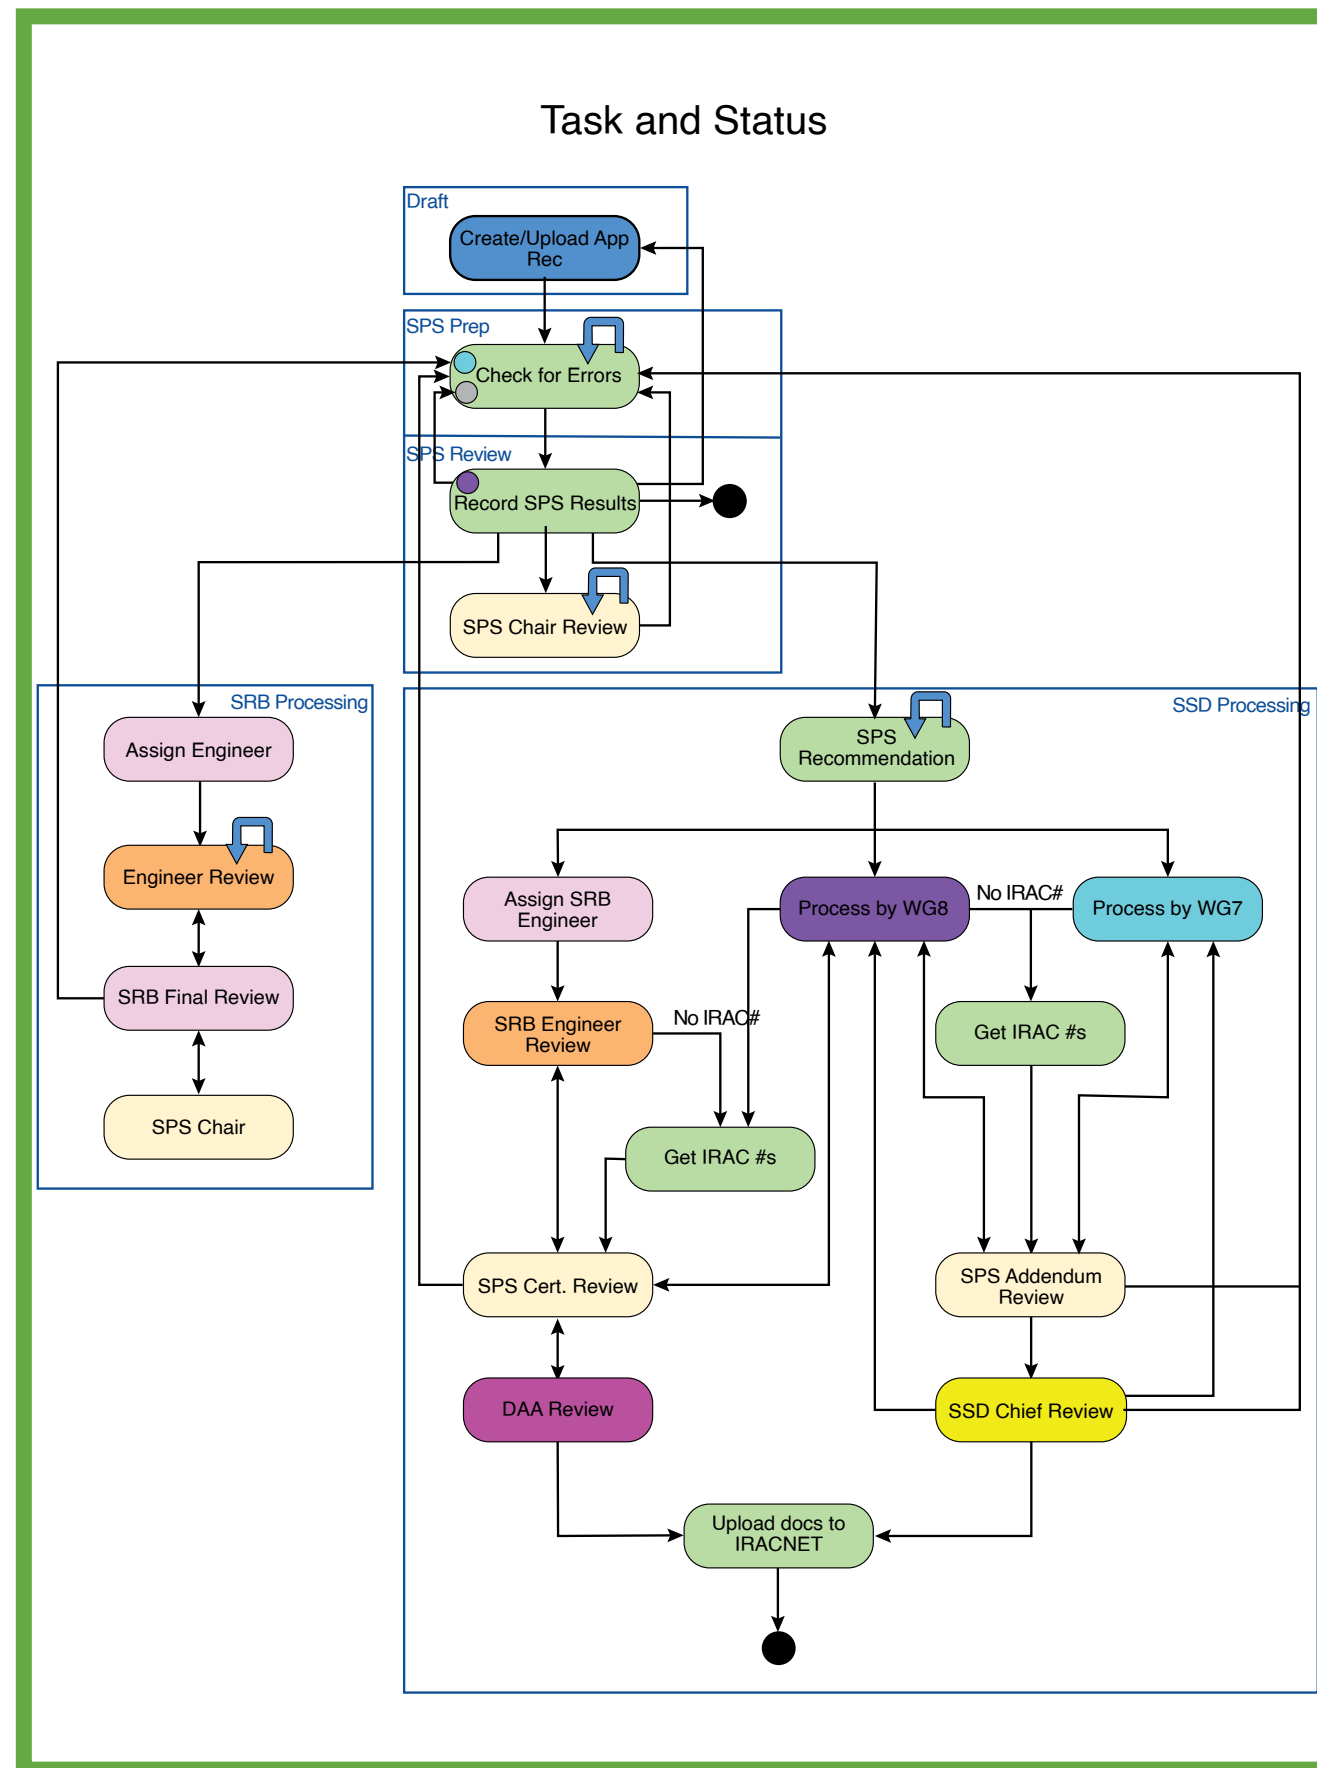 Task and Status
Draft
Create/Upload App
Rec
SPS Prep
Check for Errors
SPS Review
Record SPS Results
SPS Chair Review
SRB Processing
Assign Engineer
Engineer Review
SRB Final Review
SPS Chair
SSD Processing
SPS
Recommendation
Assign SRB
Engineer
Process by WG8
No IRAC#
Process by WG7
SRB Engineer
Review
No IRAC#
Get IRAC #s
Get IRAC #s
SPS Cert. Review
SPS Addendum
Review
DAA Review
SSD Chief Review
Upload docs to
IRACNET